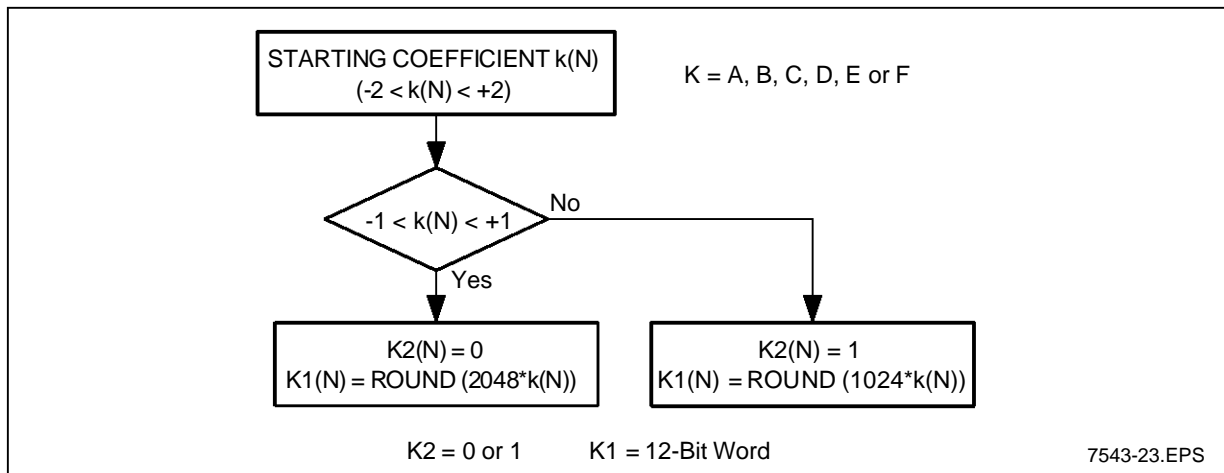 STARTING COEFFICIENT k(N)
(-2 < k(N) < +2)
K = A, B, C, D, E or F
-1 < k(N) < +1
No
Yes
K2(N) = 0
K1(N) = ROUND (2048*k(N))
K2(N) = 1
K1(N) = ROUND (1024*k(N))
K2 = 0 or 1
K1 = 12-Bit Word
7543-23.EPS